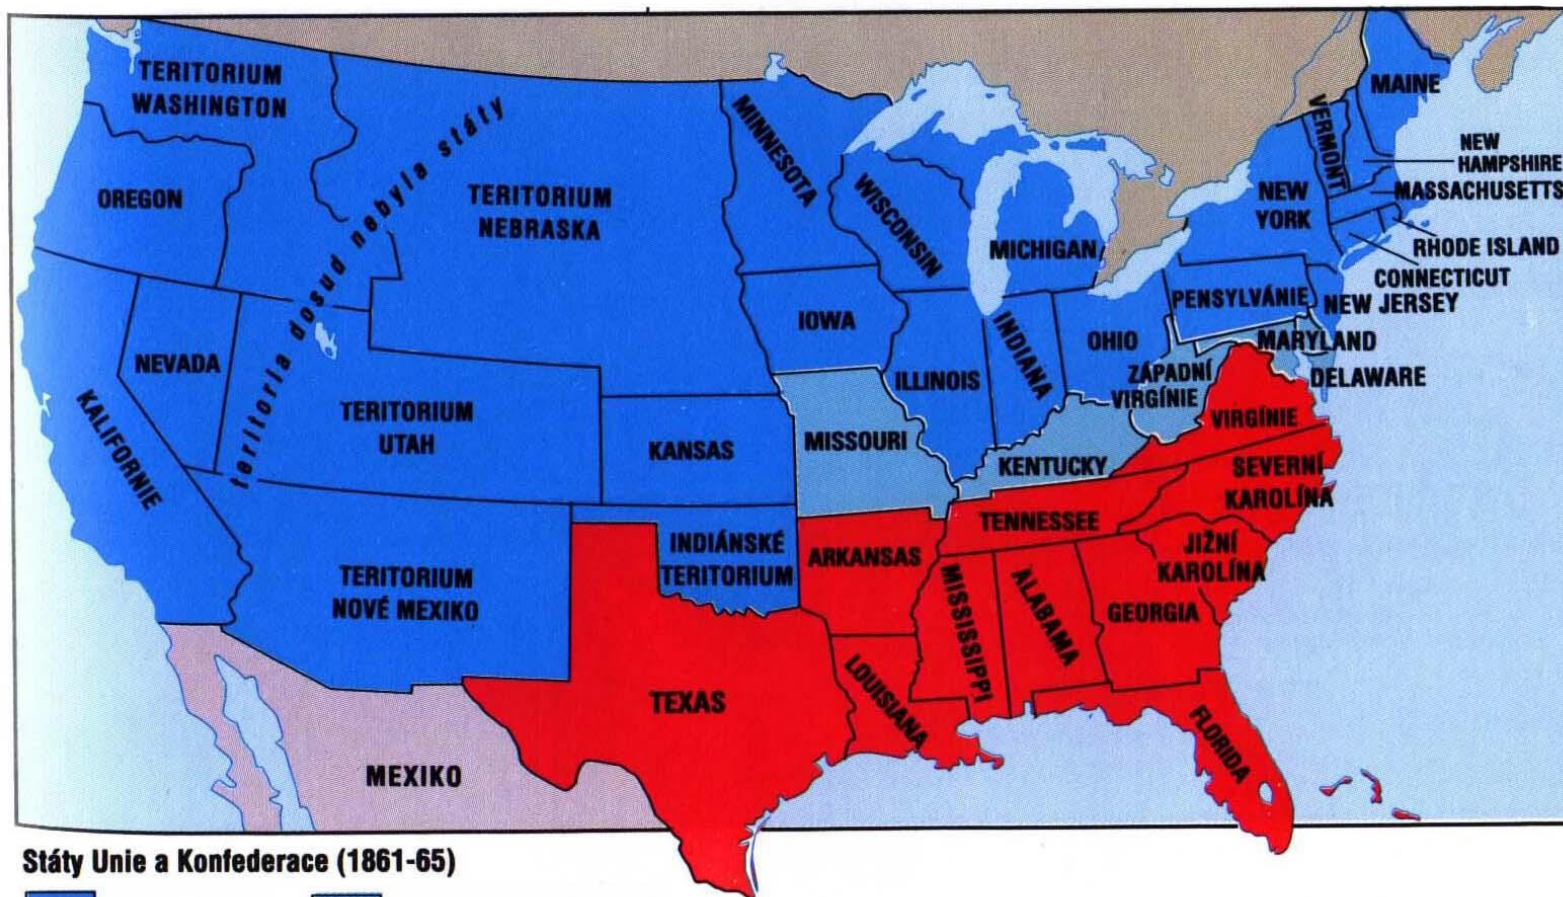 TERITORIUM
WASHINGTON
OREGON
KALIFORNIE
NEVADA
teritoria dosud nebyla státy
TERITORIUM
UTAH
TERITORIUM
NEBRASKA
KANSAS
TERITORIUM
NOVÉ MEXIKO
INDIÁNSKÉ
TERITORIUM
MINNESOTA
WISCONSIN
IOWA
MICHIGAN
ILLINOIS
INDIANA
OHIO
MISSOURI
KENTUCKY
ZÁPADNÍ
VIRGÍNIE
MAINE
VERMONT
NEW
HAMPSHIRE
MASSACHUSETTS
NEW
YORK
RHODE ISLAND
CONNECTICUT
PENSYLVÁNIE
NEW JERSEY
MARYLAND
DELAWARE
VIRGÍNIE
SEVERNÍ
KAROLÍNA
TENNESSEE
JIŽNÍ
KAROLÍNA
ARKANSAS
MISSISSIPPI
ALABAMA
GEORGIA
LOUISIANA
TEXAS
FLORIDA
MEXIKO
Státy Unie a Konfederace (1861-65)